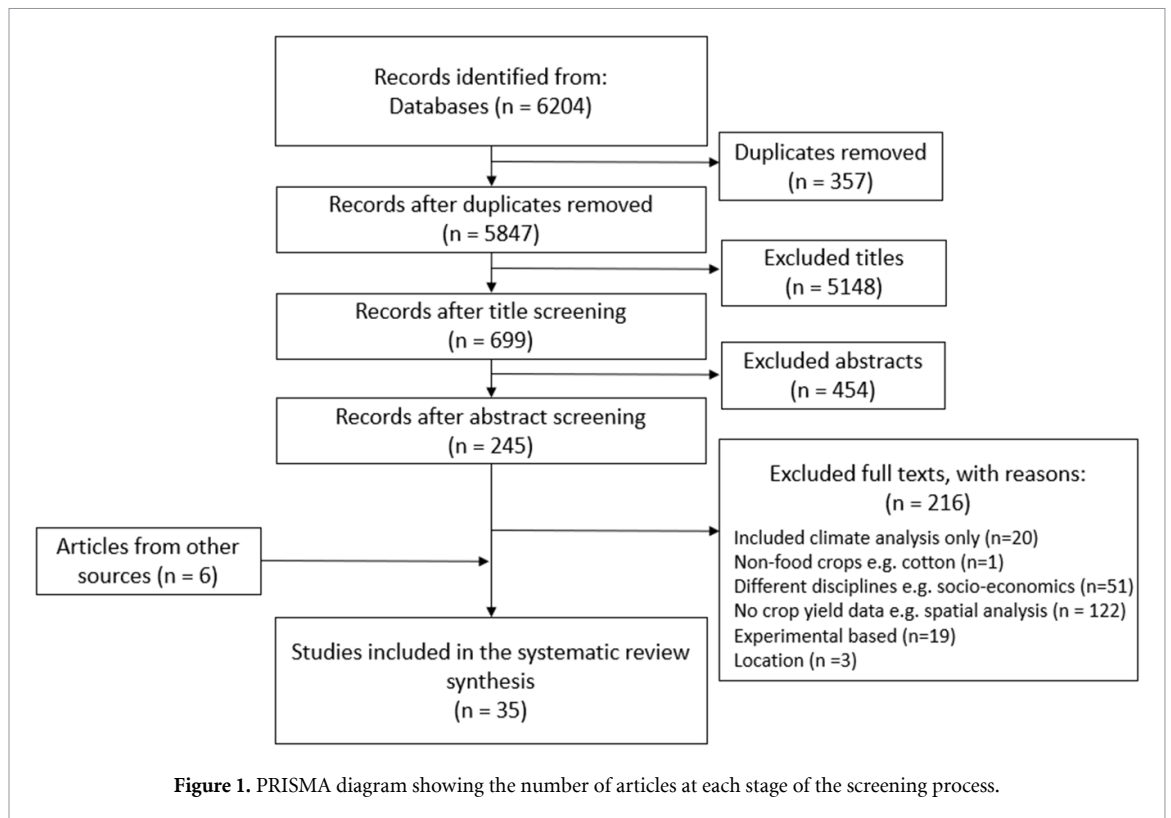 Records identified from:
Databases (n = 6204)
Duplicates removed
(n = 357)
Records after duplicates removed
(n = 5847)
Excluded titles
(n = 5148)
Records after title screening
(n = 699)
Excluded abstracts
(n = 454)
Records after abstract screening
(n = 245)
Excluded full texts, with reasons:
(n = 216)
Included climate analysis only (n=20)
Non-food crops e.g. cotton (n=1)
Different disciplines e.g. socio-economics (n=51)
No crop yield data e.g. spatial analysis (n = 122)
Experimental based (n=19)
Location (n =3)
Articles from other
sources (n = 6)
Studies included in the systematic review
synthesis
(n = 35)
Figure 1. PRISMA diagram showing the number of articles at each stage of the screening process.